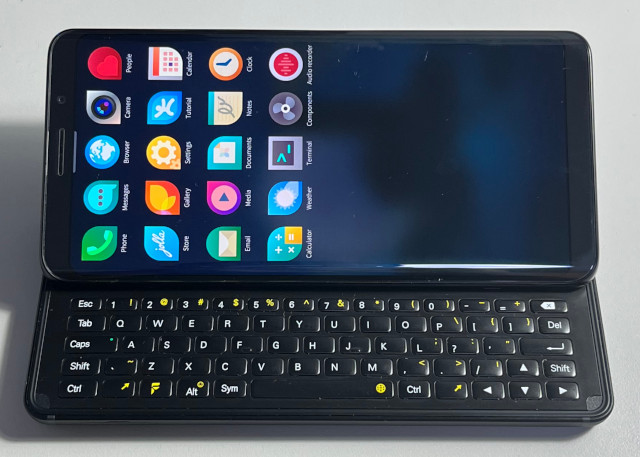 Phone Messages Browser Camera People
jolla
Store Gallery Settings Tutorial Calendar
Email Media Documents Notes Clock
Calculator Weather Terminal Components Audio recorder
Esc 1 ! 2 @ 3 # 4 $ 5 % 6 ^ 7 & 8 * 9 ( 0 ) - _ = +
Tab Q W E R T Y U I O P \ [ ] Del
Caps A S D F G H J K L ; : ' "
Shift ` ~ Z X C V B N M , < . > / ! Shift
Ctrl Alt Sym Ctrl